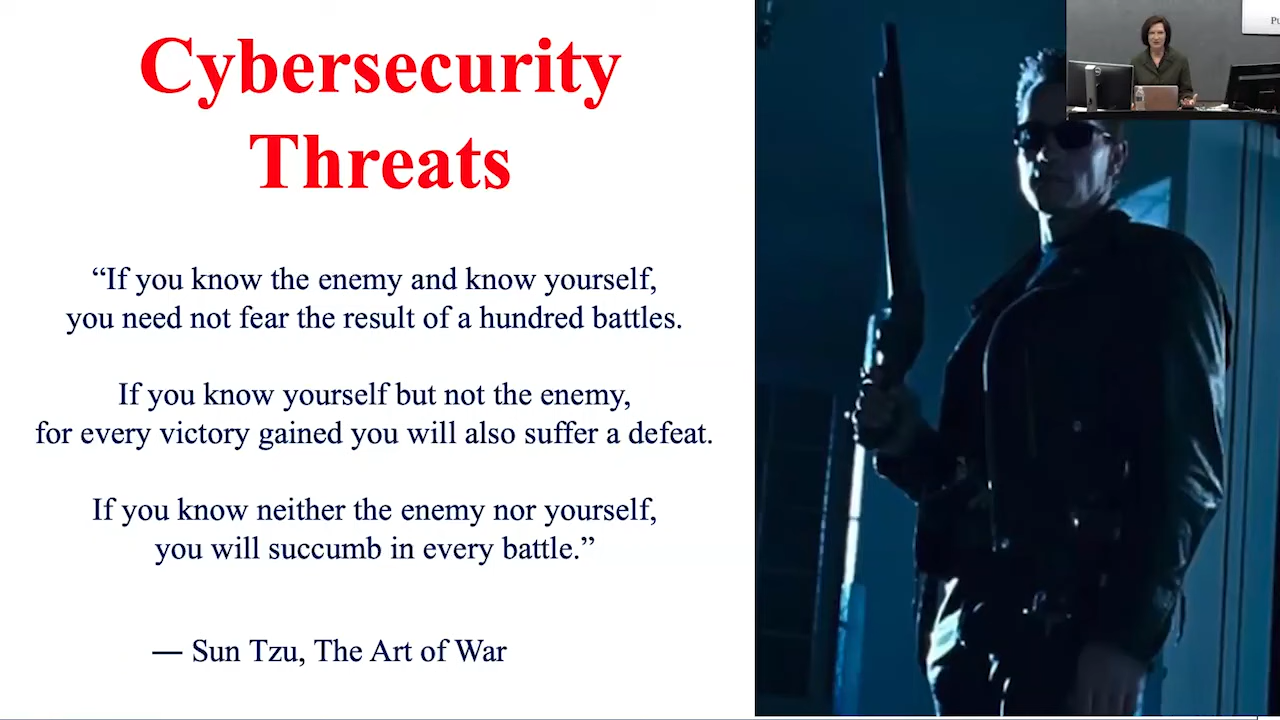 Cybersecurity
Threats
“If you know the enemy and know yourself,
you need not fear the result of a hundred battles.
If you know yourself but not the enemy,
for every victory gained you will also suffer a defeat.
If you know neither the enemy nor yourself,
you will succumb in every battle.”
— Sun Tzu, The Art of War